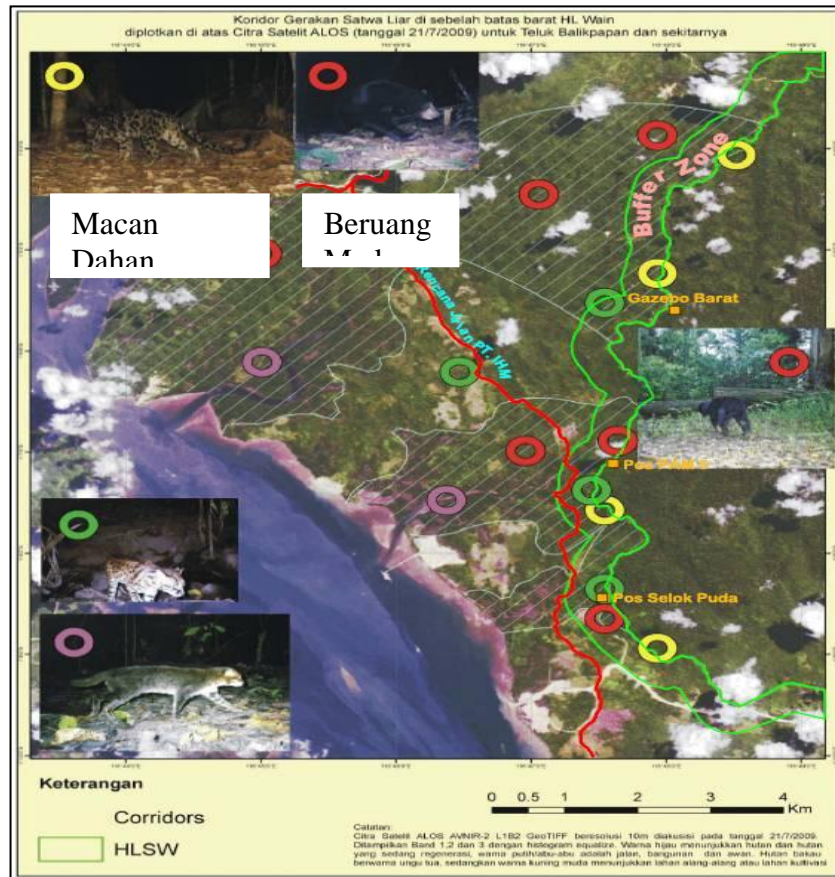 Koridor Gerakan Satwa Liar di sebelah batas barat HL Wain
diplotkan di atas Citra Satelit ALOS (tanggal 21/7/2009) untuk Teluk Balikpapan dan sekitarnya
Macan
Dahan
Beruang
Buffer Zone
Gazebo Barat
Rencana Jalan PT. IHM
Pos Selok Puda
Keterangan
Corridors
HLSW
0 0.5 1 2 3 4
Km
Catatan:
Citra Satelit ALOS AVNIR-2 L1B2 GeoTIFF beresolusi 10m diakusisi pada tanggal 21/7/2009.
Ditampilkan Band 1,2 dan 3 dengan histogram equalize. Warna hijau menunjukkan hutan dan hutan
yang sedang regenerasi, warna putih/abu-abu adalah jalan, bangunan dan awan. Hutan bakau
berwarna ungu tua, sedangkan warna kuning muda menunjukkan lahan alang-alang atau lahan kultivasi